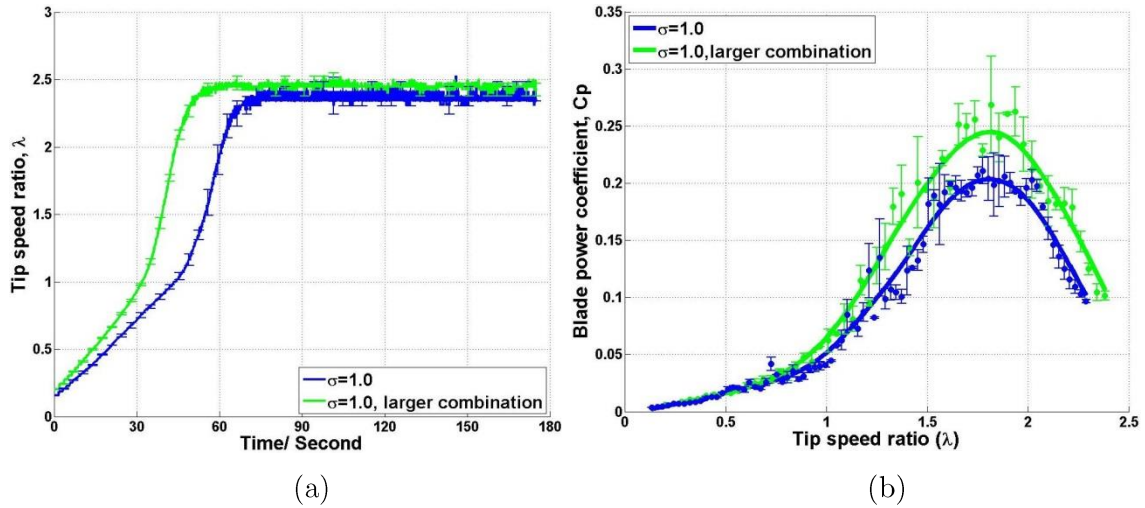 3
2.5
2
1.5
1
0.5
0
0 30 60 90 120 150 180
Tip speed ratio, λ
Time/ Second
σ=1.0
σ=1.0, larger combination
(a)
0.35
0.3
0.25
0.2
0.15
0.1
0.05
0
0 0.5 1 1.5 2 2.5
Blade power coefficient, Cp
Tip speed ratio (λ)
σ=1.0
σ=1.0,larger combination
(b)